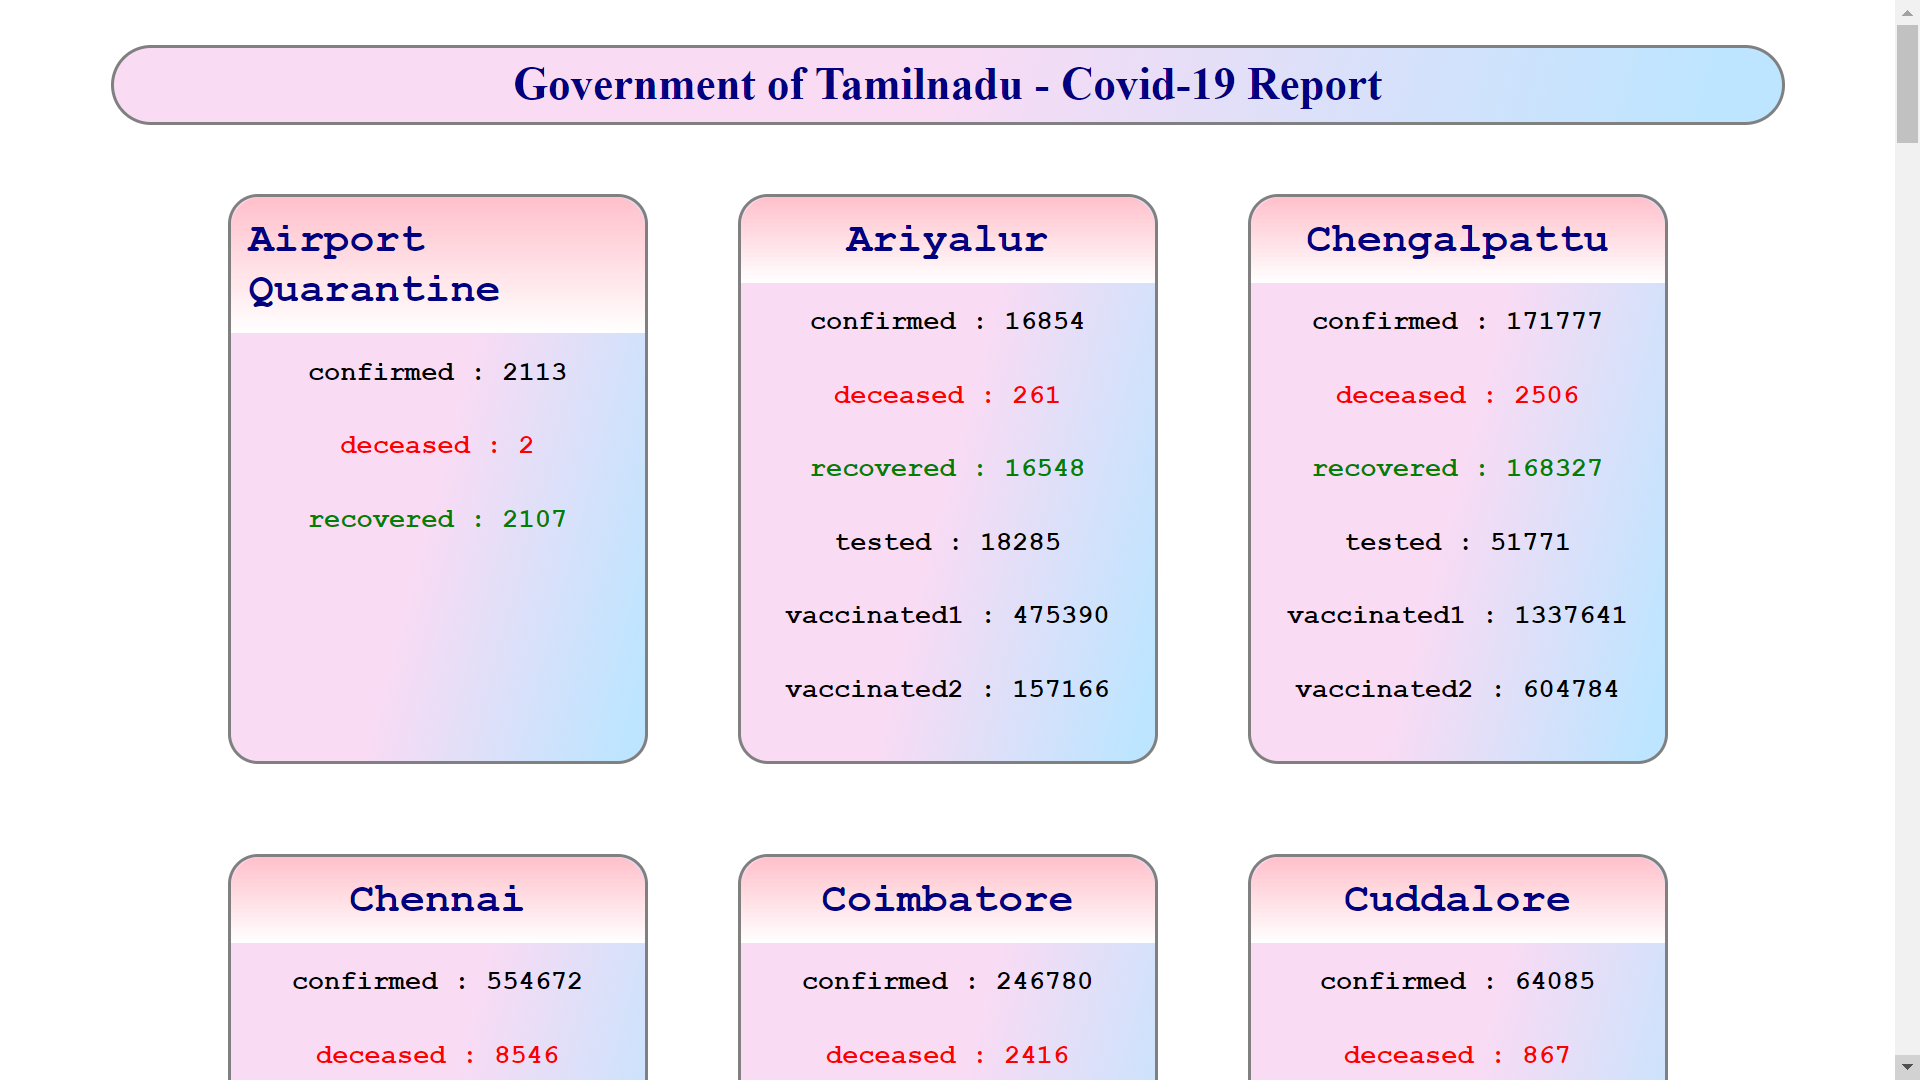 Government of Tamilnadu - Covid-19 Report
Airport
Quarantine
confirmed : 2113
deceased : 2
recovered : 2107
Ariyalur
confirmed : 16854
deceased : 261
recovered : 16548
tested : 18285
vaccinated1 : 475390
vaccinated2 : 157166
Chengalpattu
confirmed : 171777
deceased : 2506
recovered : 168327
tested : 51771
vaccinated1 : 1337641
vaccinated2 : 604784
Chennai
confirmed : 554672
deceased : 8546
Coimbatore
confirmed : 246780
deceased : 2416
Cuddalore
confirmed : 64085
deceased : 867